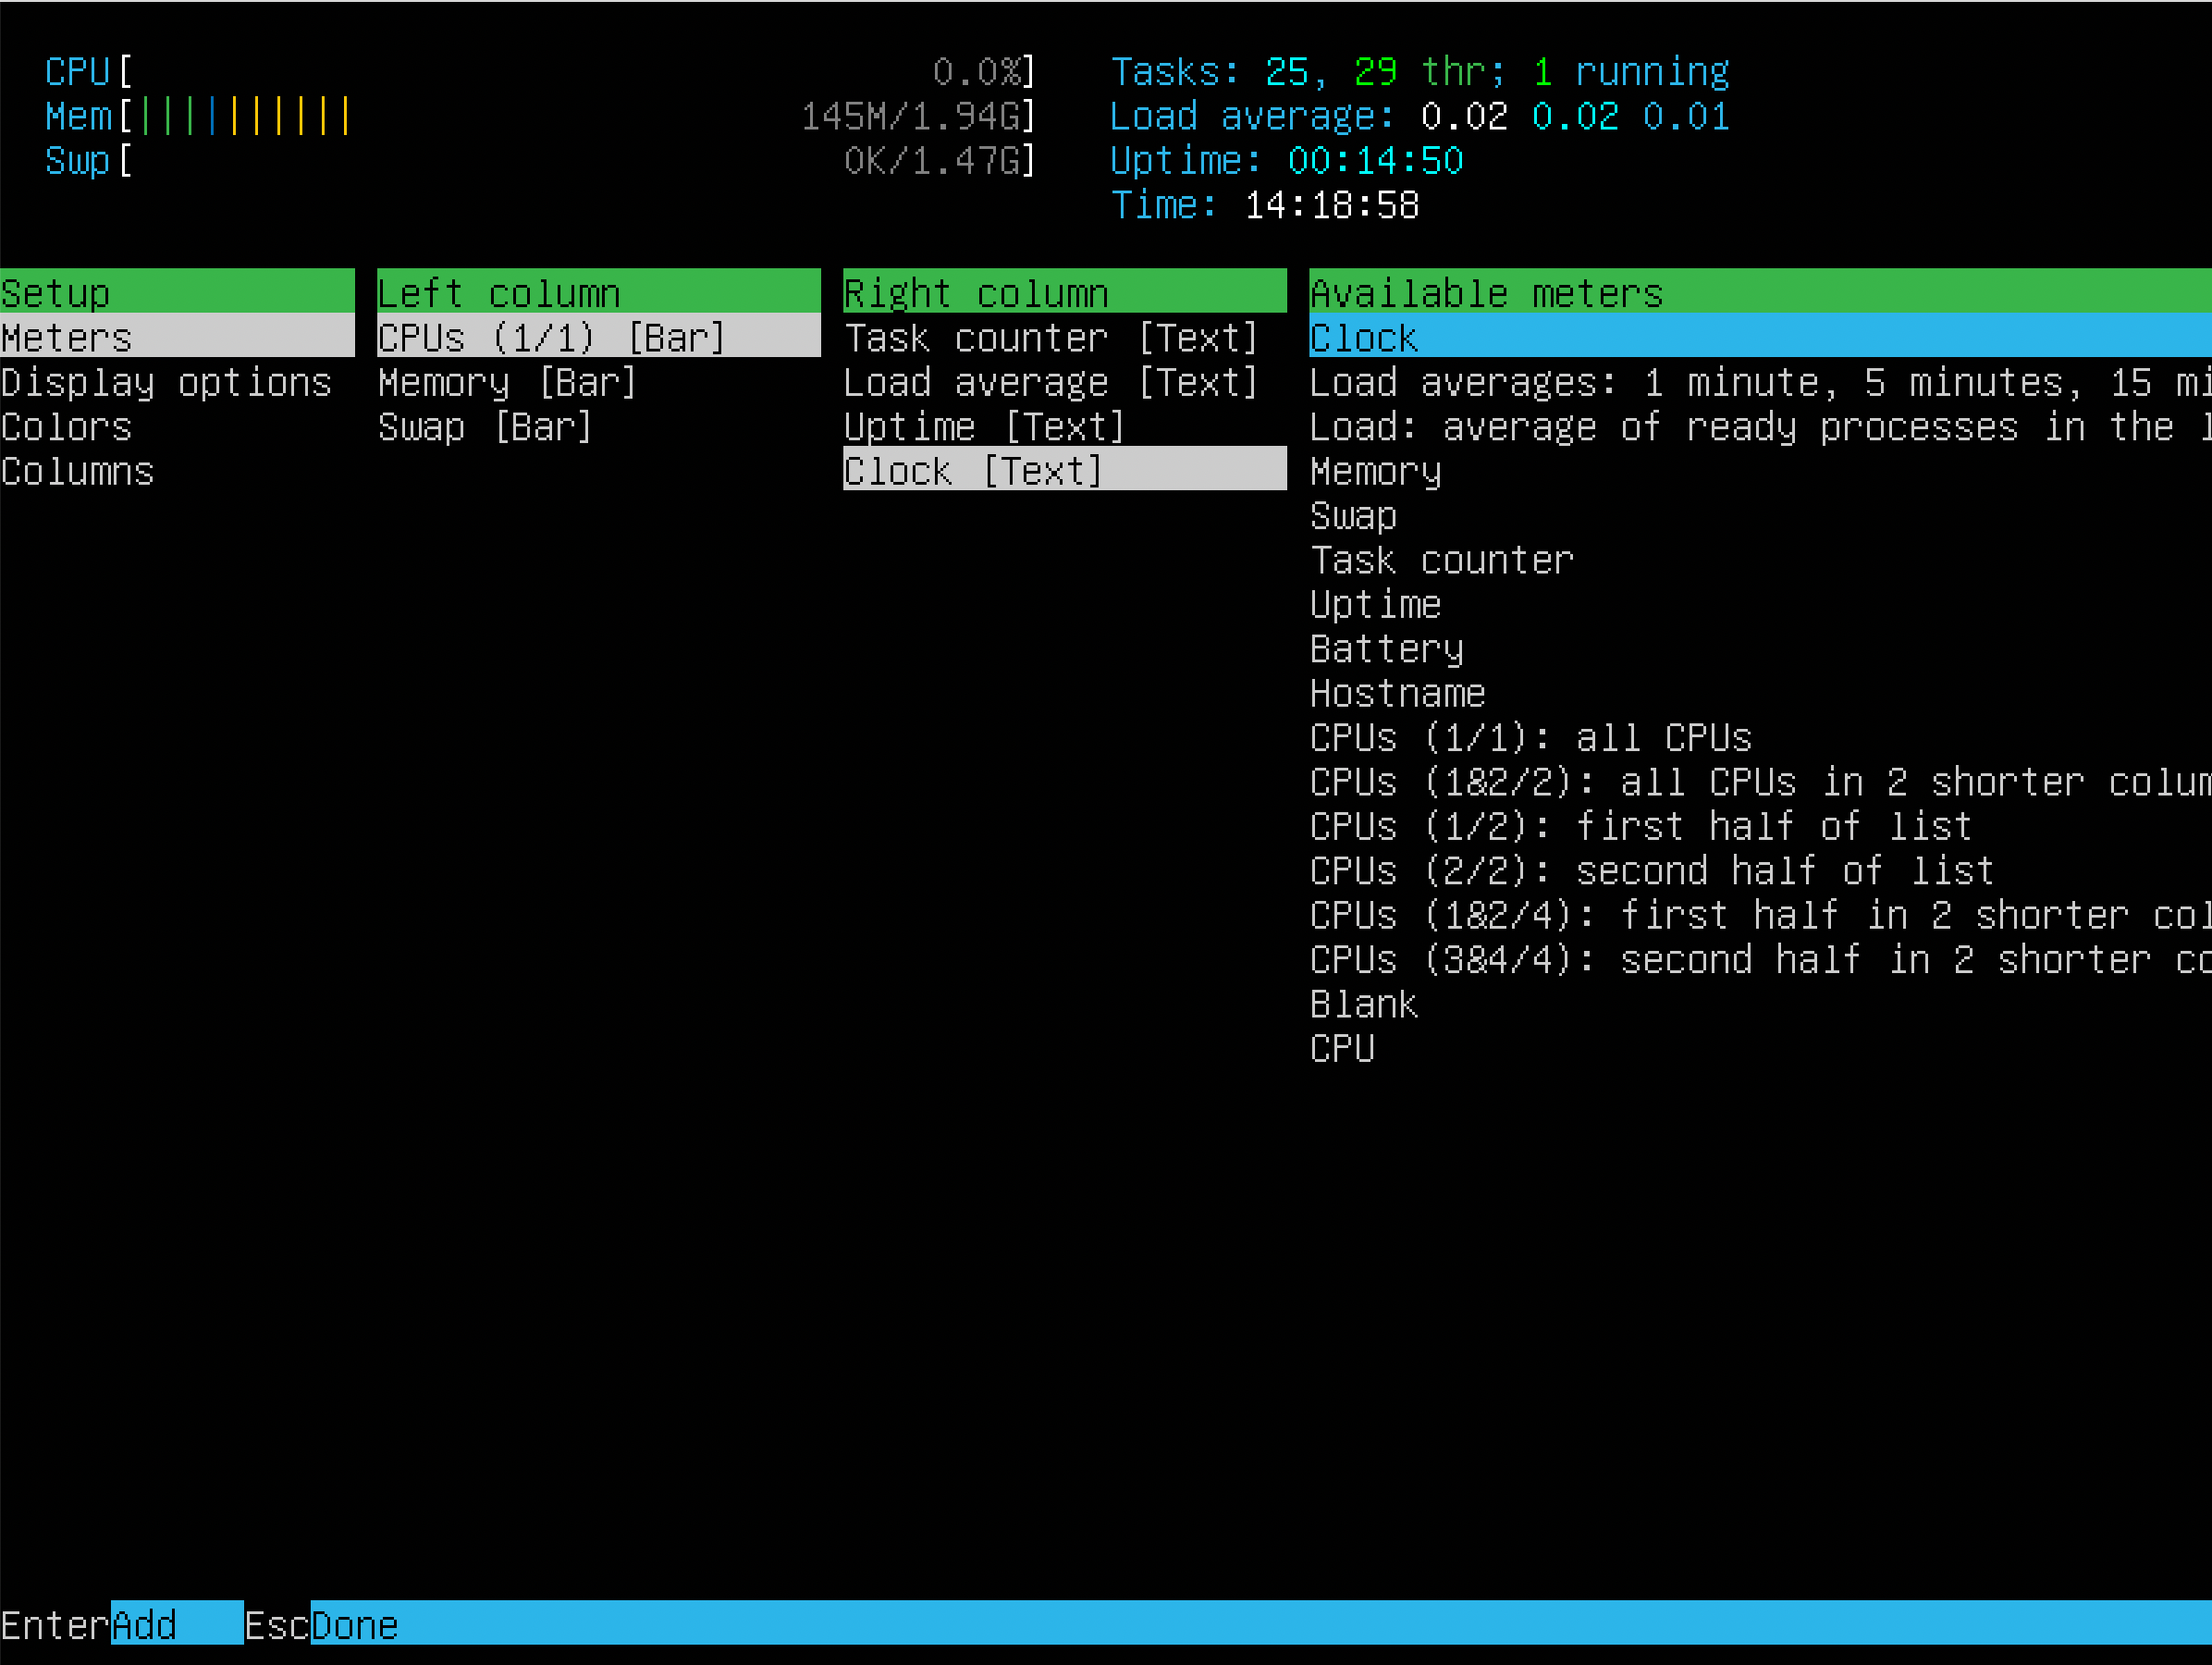 CPU[ 0.0%] Tasks: 25, 29 thr; 1 running
Mem[|||||||||| 145M/1.94G] Load average: 0.02 0.02 0.01
Swp[ 0K/1.47G] Uptime: 00:14:50
Time: 14:18:58
Setup Left column Right column Available meters
Meters CPUs (1/1) [Bar] Task counter [Text] Clock
Display options Memory [Bar] Load average [Text] Load averages: 1 minute, 5 minutes, 15 mi
Colors Swap [Bar] Uptime [Text] Load: average of ready processes in the l
Columns Clock [Text] Memory
Swap
Task counter
Uptime
Battery
Hostname
CPUs (1/1): all CPUs
CPUs (1&2/2): all CPUs in 2 shorter colum
CPUs (1/2): first half of list
CPUs (2/2): second half of list
CPUs (1&2/4): first half in 2 shorter col
CPUs (3&4/4): second half in 2 shorter co
Blank
CPU
EnterAdd EscDone